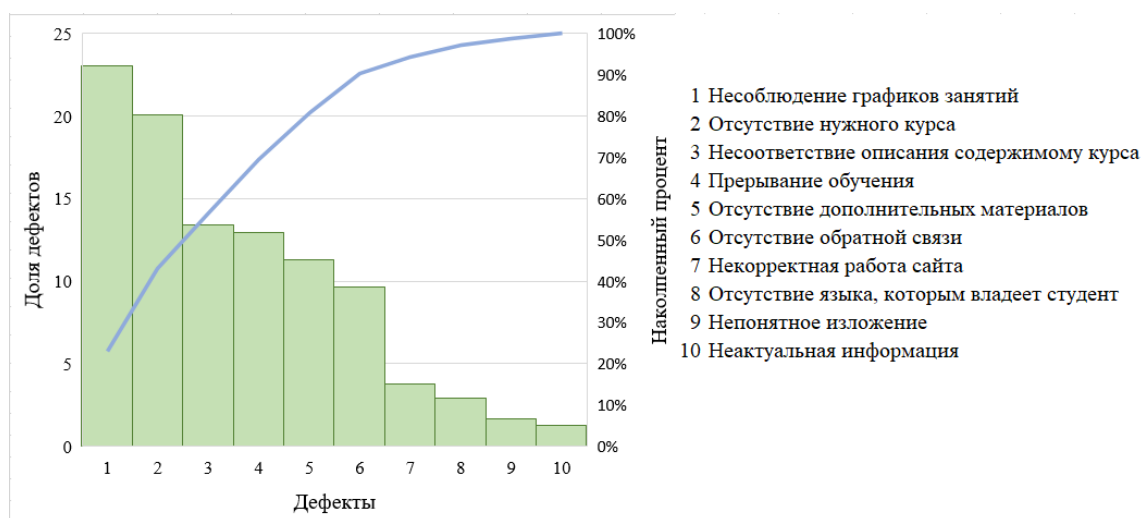 25
20
15
10
5
0
Доля дефектов
1 2 3 4 5 6 7 8 9 10
Дефекты
100%
90%
80%
70%
60%
50%
40%
30%
20%
10%
0%
Наколпенный процент
1 Несоблюдение графиков занятий
2 Отсутствие нужного курса
3 Несоответствие описания содержимому курса
4 Прерывание обучения
5 Отсутствие дополнительных материалов
6 Отсутствие обратной связи
7 Некорректная работа сайта
8 Отсутствие языка, которым владеет студент
9 Непонятное изложение
10 Неактуальная информация